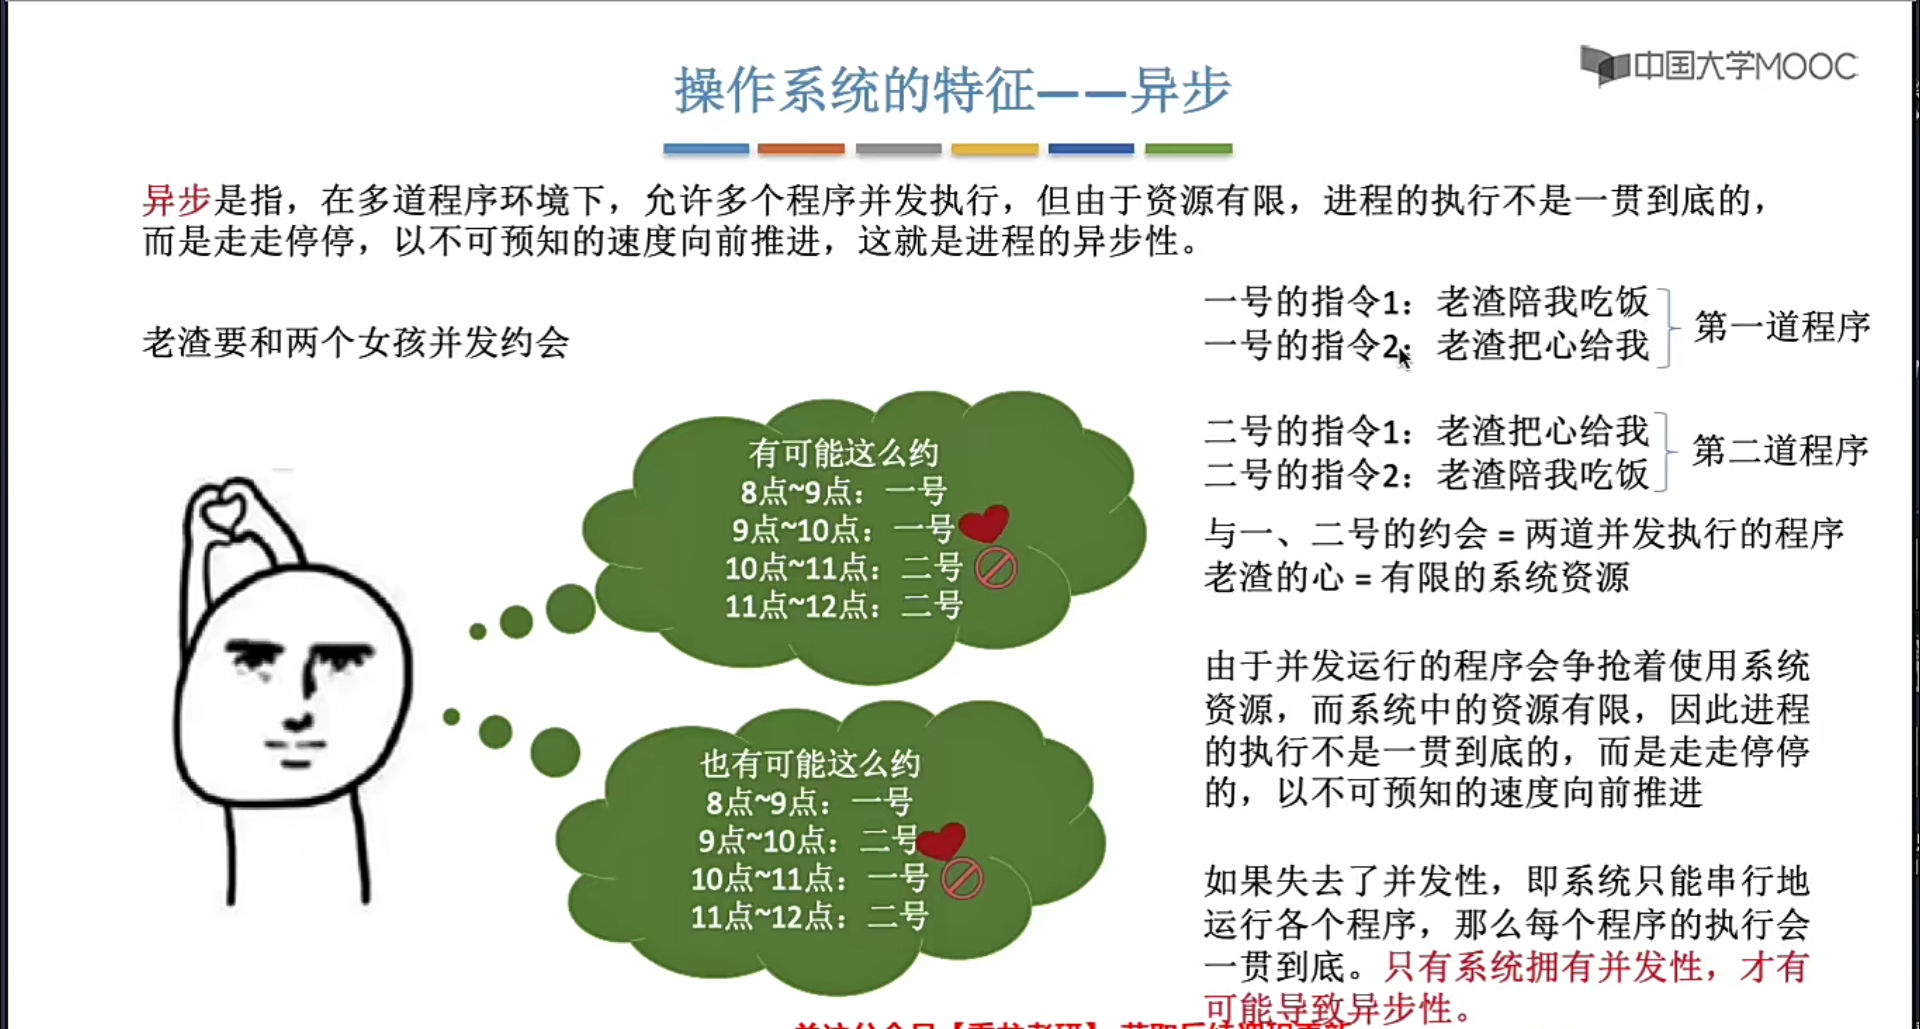 中国大学MOOC
操作系统的特征——异步
异步是指，在多道程序环境下，允许多个程序并发执行，但由于资源有限，进程的执行不是一贯到底的，
而是走走停停，以不可预知的速度向前推进，这就是进程的异步性。
老渣要和两个女孩并发约会
有可能这么约
8点~9点：一号
9点~10点：一号
10点~11点：二号
11点~12点：二号
也有可能这么约
8点~9点：一号
9点~10点：二号
10点~11点：一号
11点~12点：二号
一号的指令1：老渣陪我吃饭
一号的指令2：老渣把心给我
第一道程序
二号的指令1：老渣把心给我
二号的指令2：老渣陪我吃饭
第二道程序
与一、二号的约会 = 两道并发执行的程序
老渣的心 = 有限的系统资源
由于并发运行的程序会争抢着使用系统
资源，而系统中的资源有限，因此进程
的执行不是一贯到底的，而是走走停停
的，以不可预知的速度向前推进
如果失去了并发性，即系统只能串行地
运行各个程序，那么每个程序的执行会
一贯到底。只有系统拥有并发性，才有
可能导致异步性。